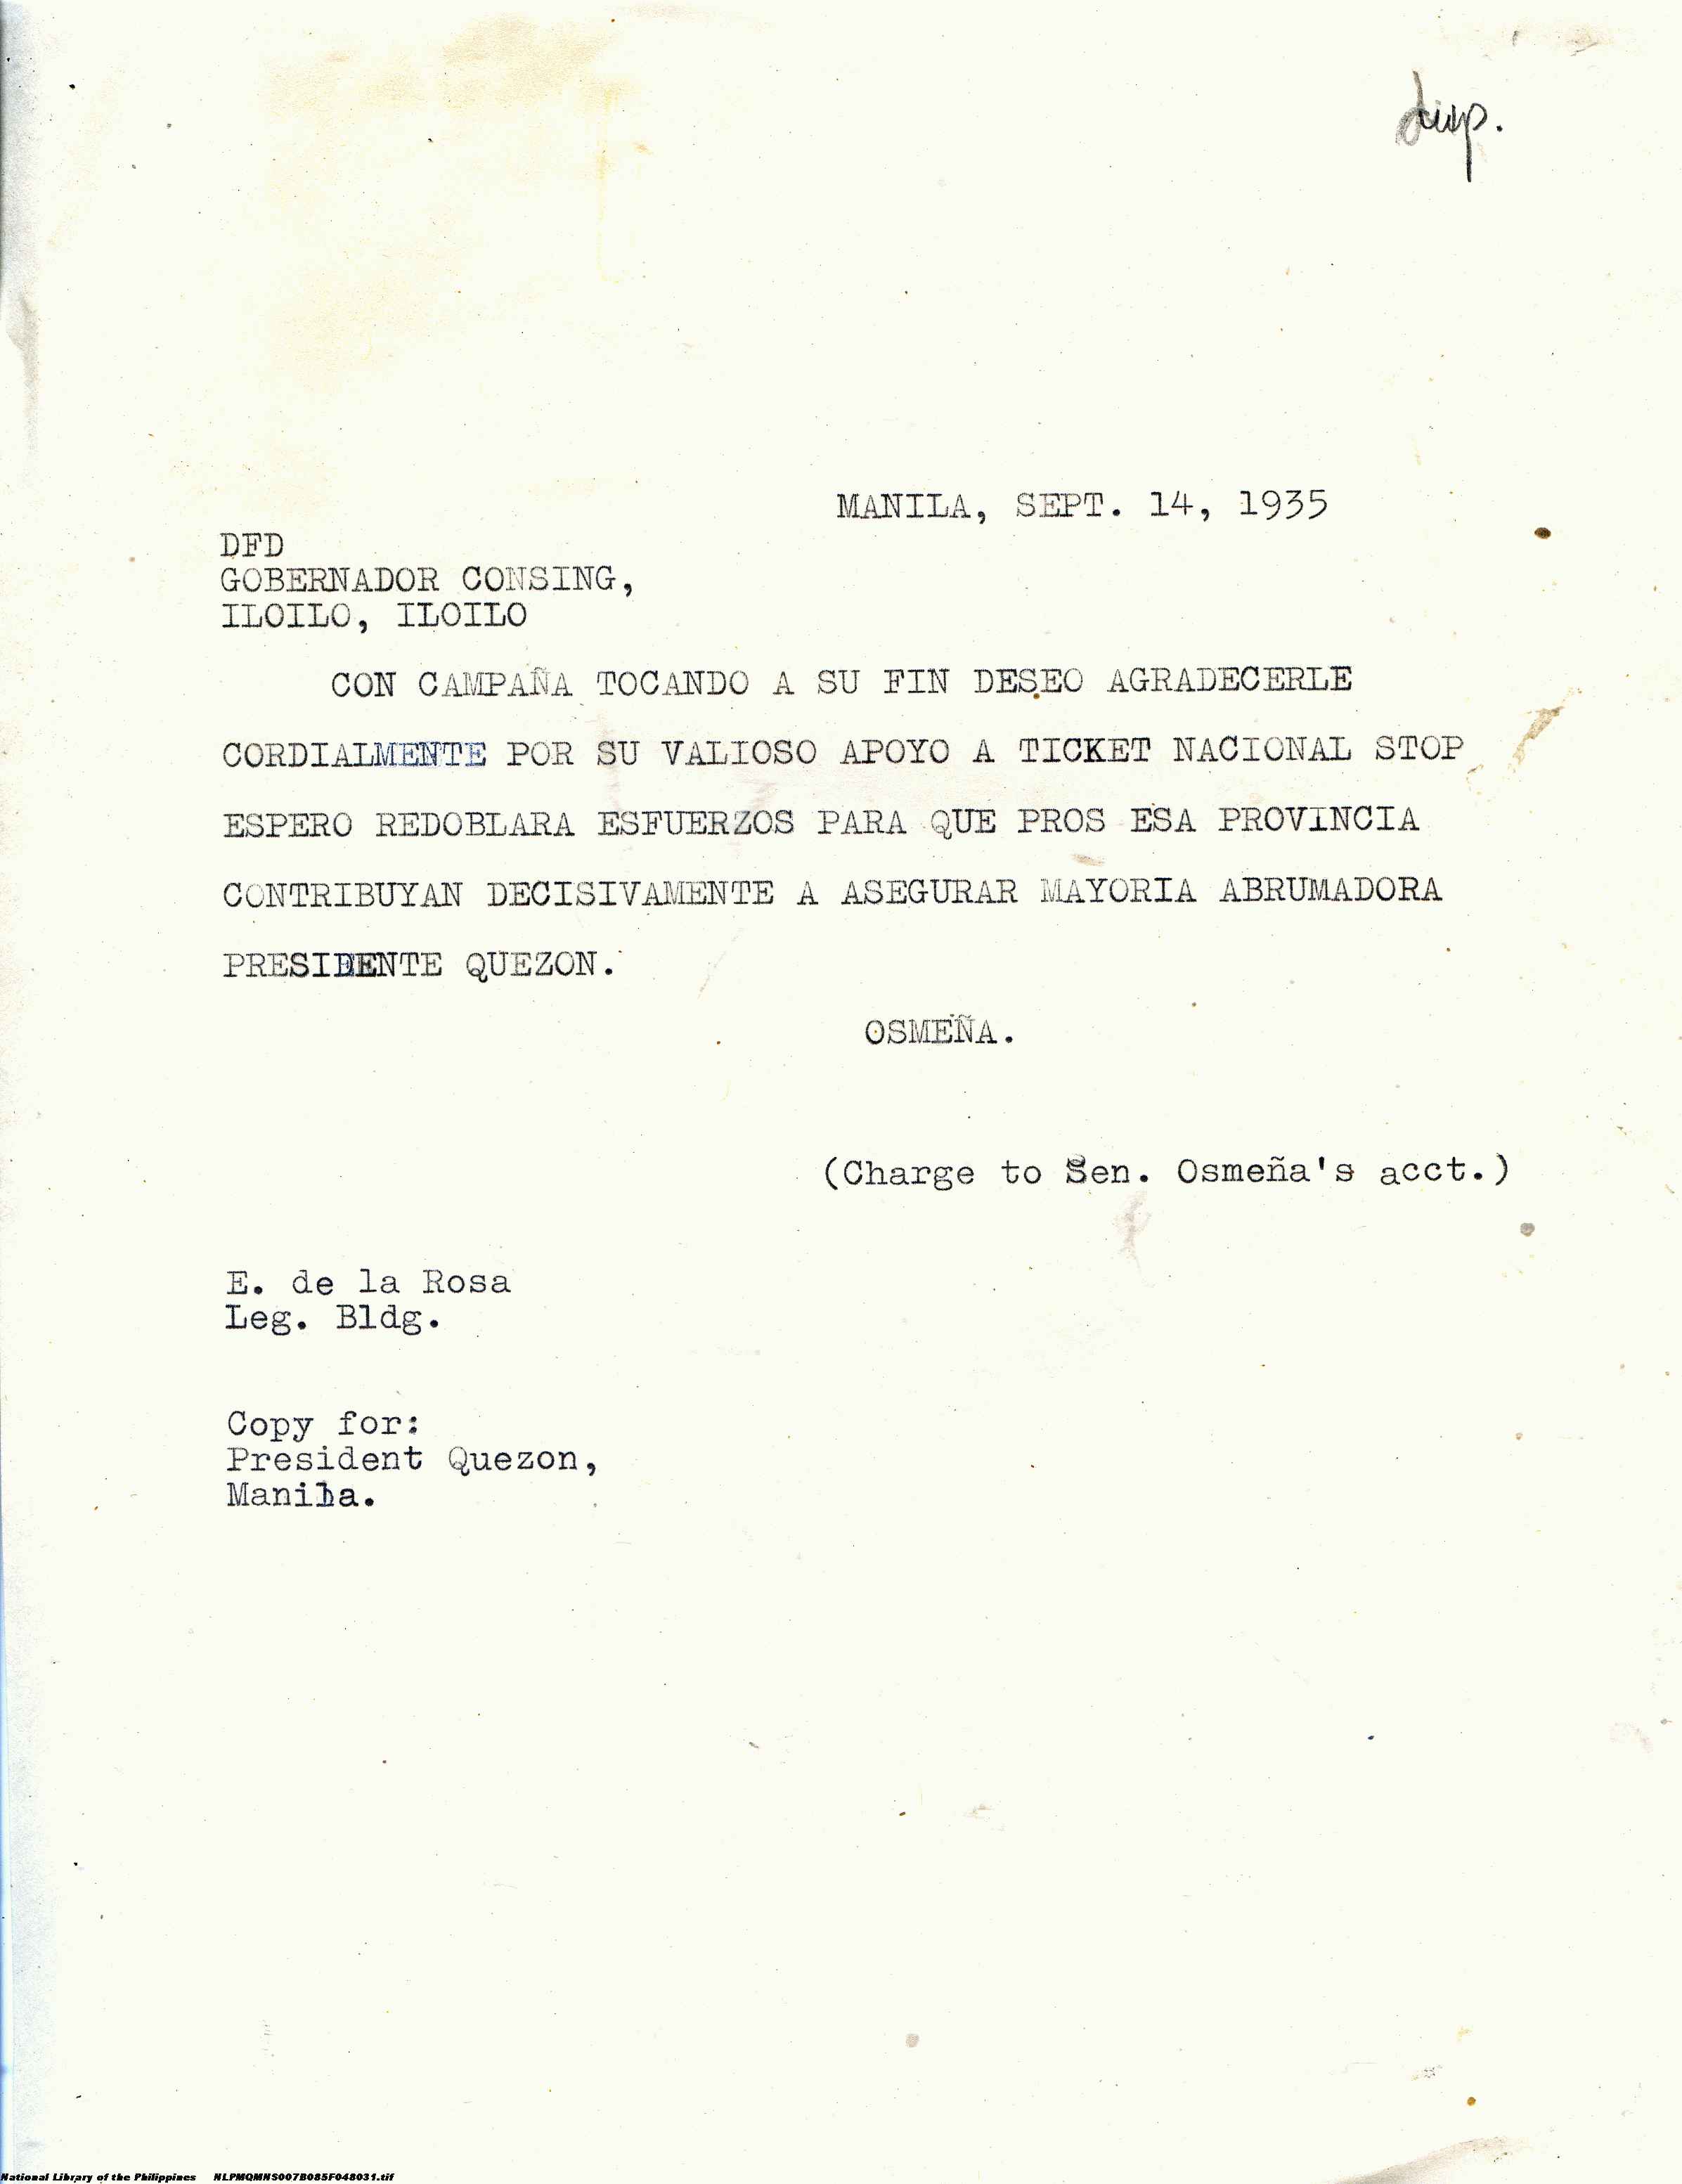 dup.
MANILA, SEPT. 14, 1935
DFD
GOBERNADOR CONSING,
ILOILO, ILOILO
CON CAMPAÑA TOCANDO A SU FIN DESEO AGRADECERLE
CORDIALMENTE POR SU VALIOSO APOYO A TICKET NACIONAL STOP
ESPERO REDOBLARA ESFUERZOS PARA QUE PROS ESA PROVINCIA
CONTRIBUYAN DECISIVAMENTE A ASEGURAR MAYORIA ABRUMADORA
PRESIDENTE QUEZON.
OSMEÑA.
(Charge to Sen. Osmeña's acct.)
E. de la Rosa
Leg. Bldg.
Copy for:
President Quezon,
Manila.
National Library of the Philippines NLPMQMNS007B085F048031.tif